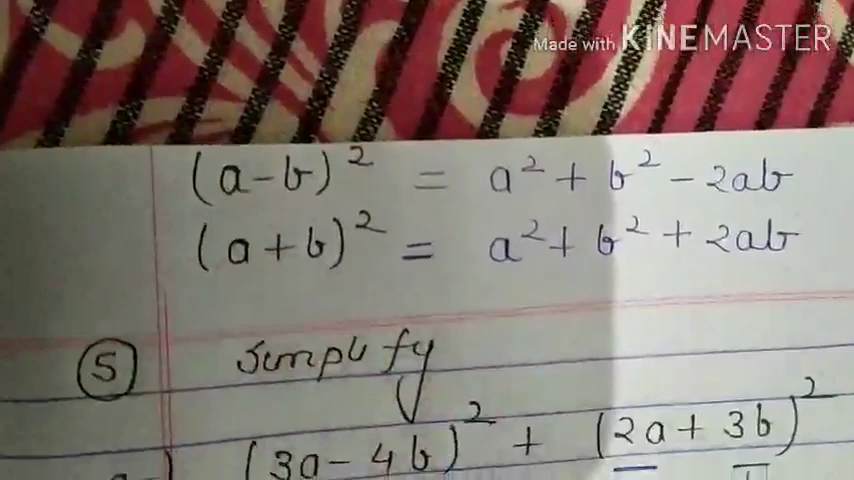 Made with KINEMASTER
(a-b)² = a² + b² - 2ab
(a+b)² = a² + b² + 2ab
5 Simplify
(3a-4b)² + (2a+3b)²